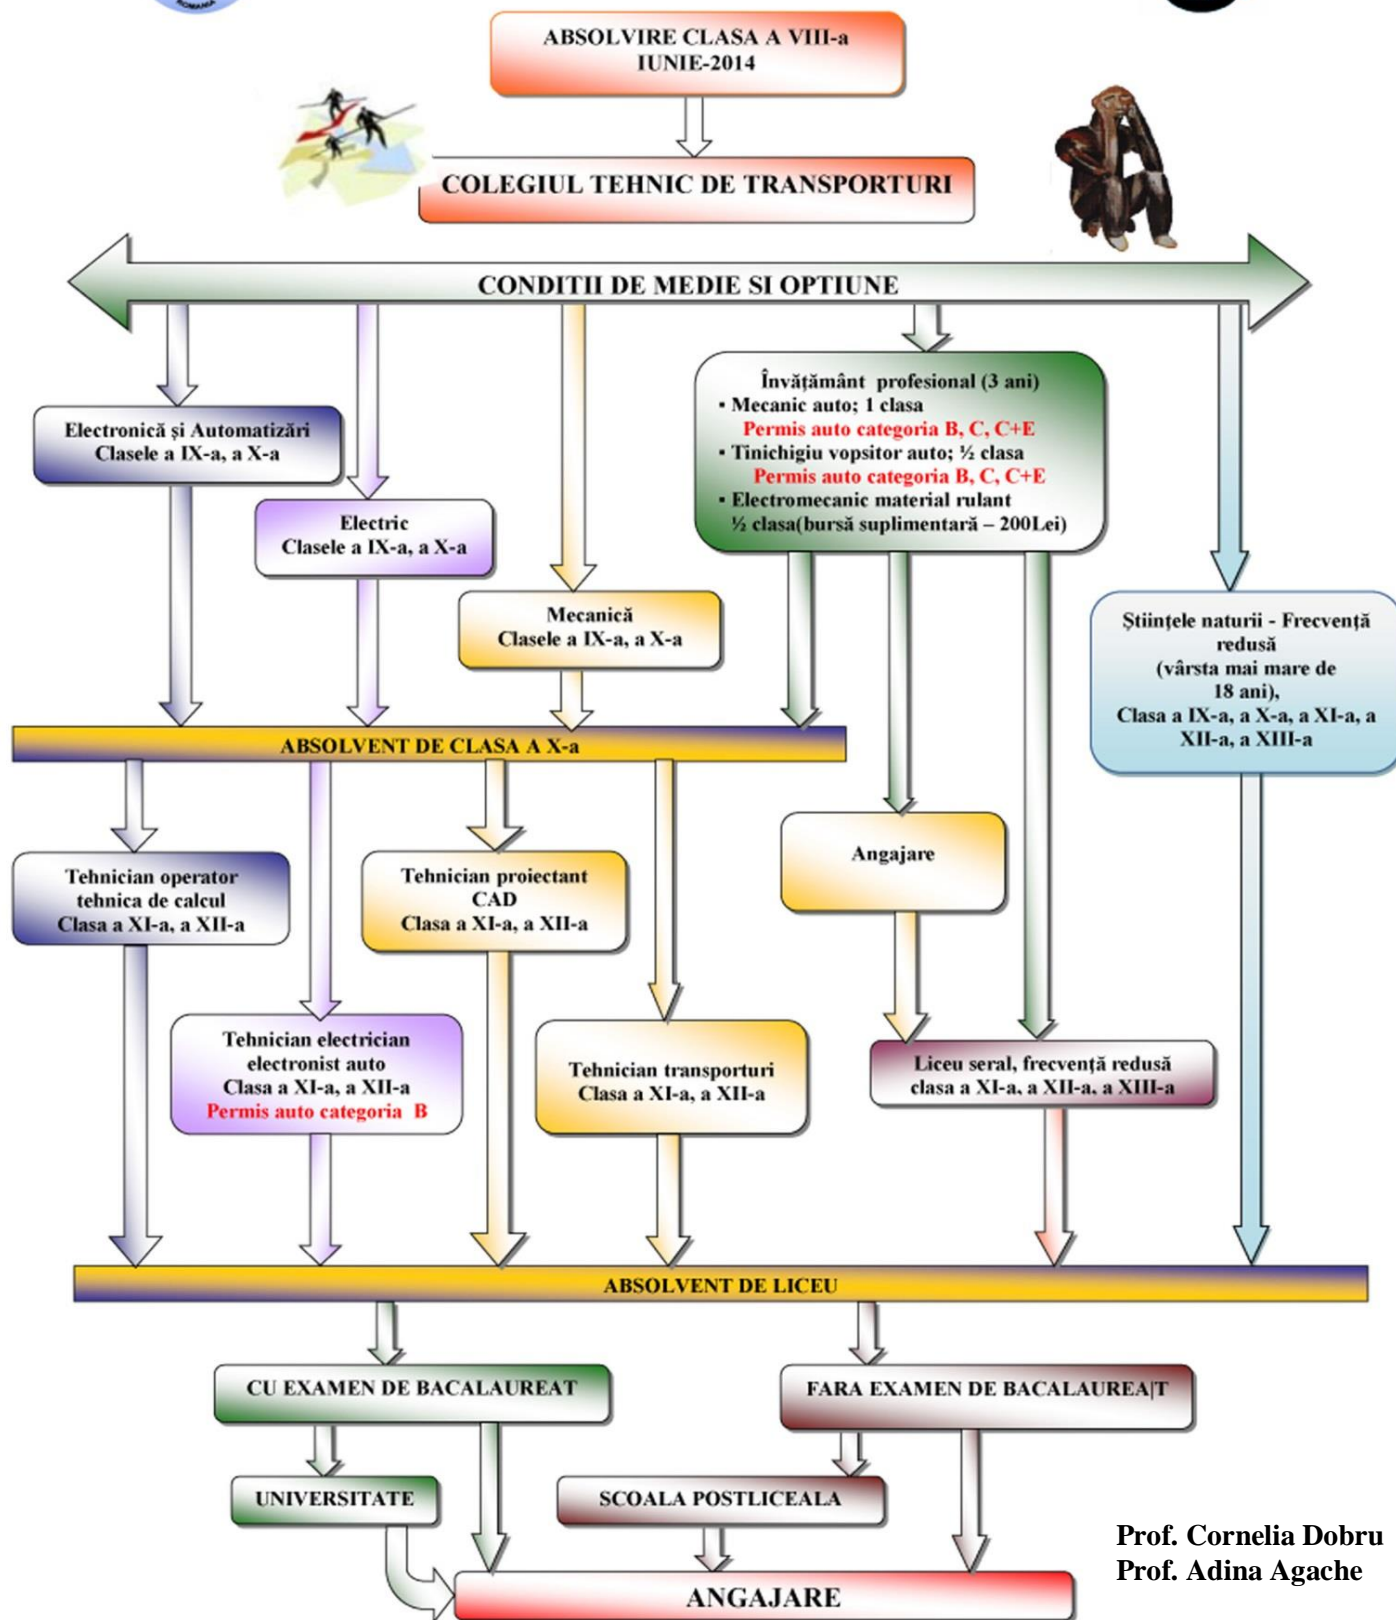 ROMANIA
ABSOLVIRE CLASA A VIII-a
IUNIE-2014
COLEGIUL TEHNIC DE TRANSPORTURI
CONDITII DE MEDIE SI OPTIUNE
Electronică și Automatizări
Clasele a IX-a, a X-a
Electric
Clasele a IX-a, a X-a
Mecanică
Clasele a IX-a, a X-a
Învățământ profesional (3 ani)
▪ Mecanic auto; 1 clasa
Permis auto categoria B, C, C+E
▪ Tinichigiu vopsitor auto; ½ clasa
Permis auto categoria B, C, C+E
▪ Electromecanic material rulant
½ clasa(bursă suplimentară – 200Lei)
Științele naturii - Frecvență
redusă
(vârsta mai mare de
18 ani),
Clasa a IX-a, a X-a, a XI-a, a
XII-a, a XIII-a
ABSOLVENT DE CLASA A X-a
Tehnician operator
tehnica de calcul
Clasa a XI-a, a XII-a
Tehnician proiectant
CAD
Clasa a XI-a, a XII-a
Angajare
Tehnician electrician
electronist auto
Clasa a XI-a, a XII-a
Permis auto categoria B
Tehnician transporturi
Clasa a XI-a, a XII-a
Liceu seral, frecvență redusă
clasa a XI-a, a XII-a, a XIII-a
ABSOLVENT DE LICEU
CU EXAMEN DE BACALAUREAT
FARA EXAMEN DE BACALAUREA|T
UNIVERSITATE
SCOALA POSTLICEALA
ANGAJARE
Prof. Cornelia Dobru
Prof. Adina Agache